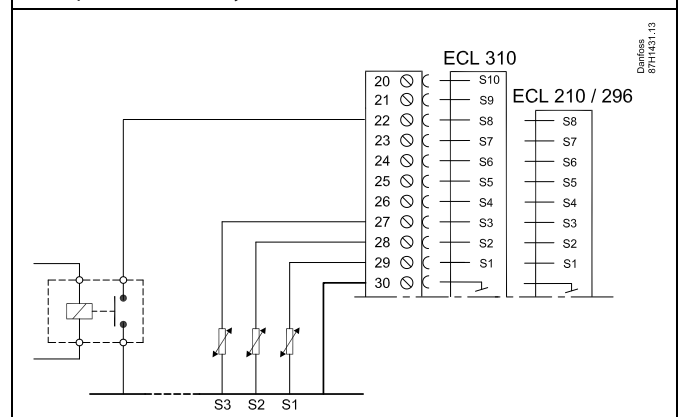 Danfoss
87H1431.13
ECL 310
ECL 210 / 296
20 S10
21 S9
22 S8 S8
23 S7 S7
24 S6 S6
25 S5 S5
26 S4 S4
27 S3 S3
28 S2 S2
29 S1 S1
30
S3 S2 S1